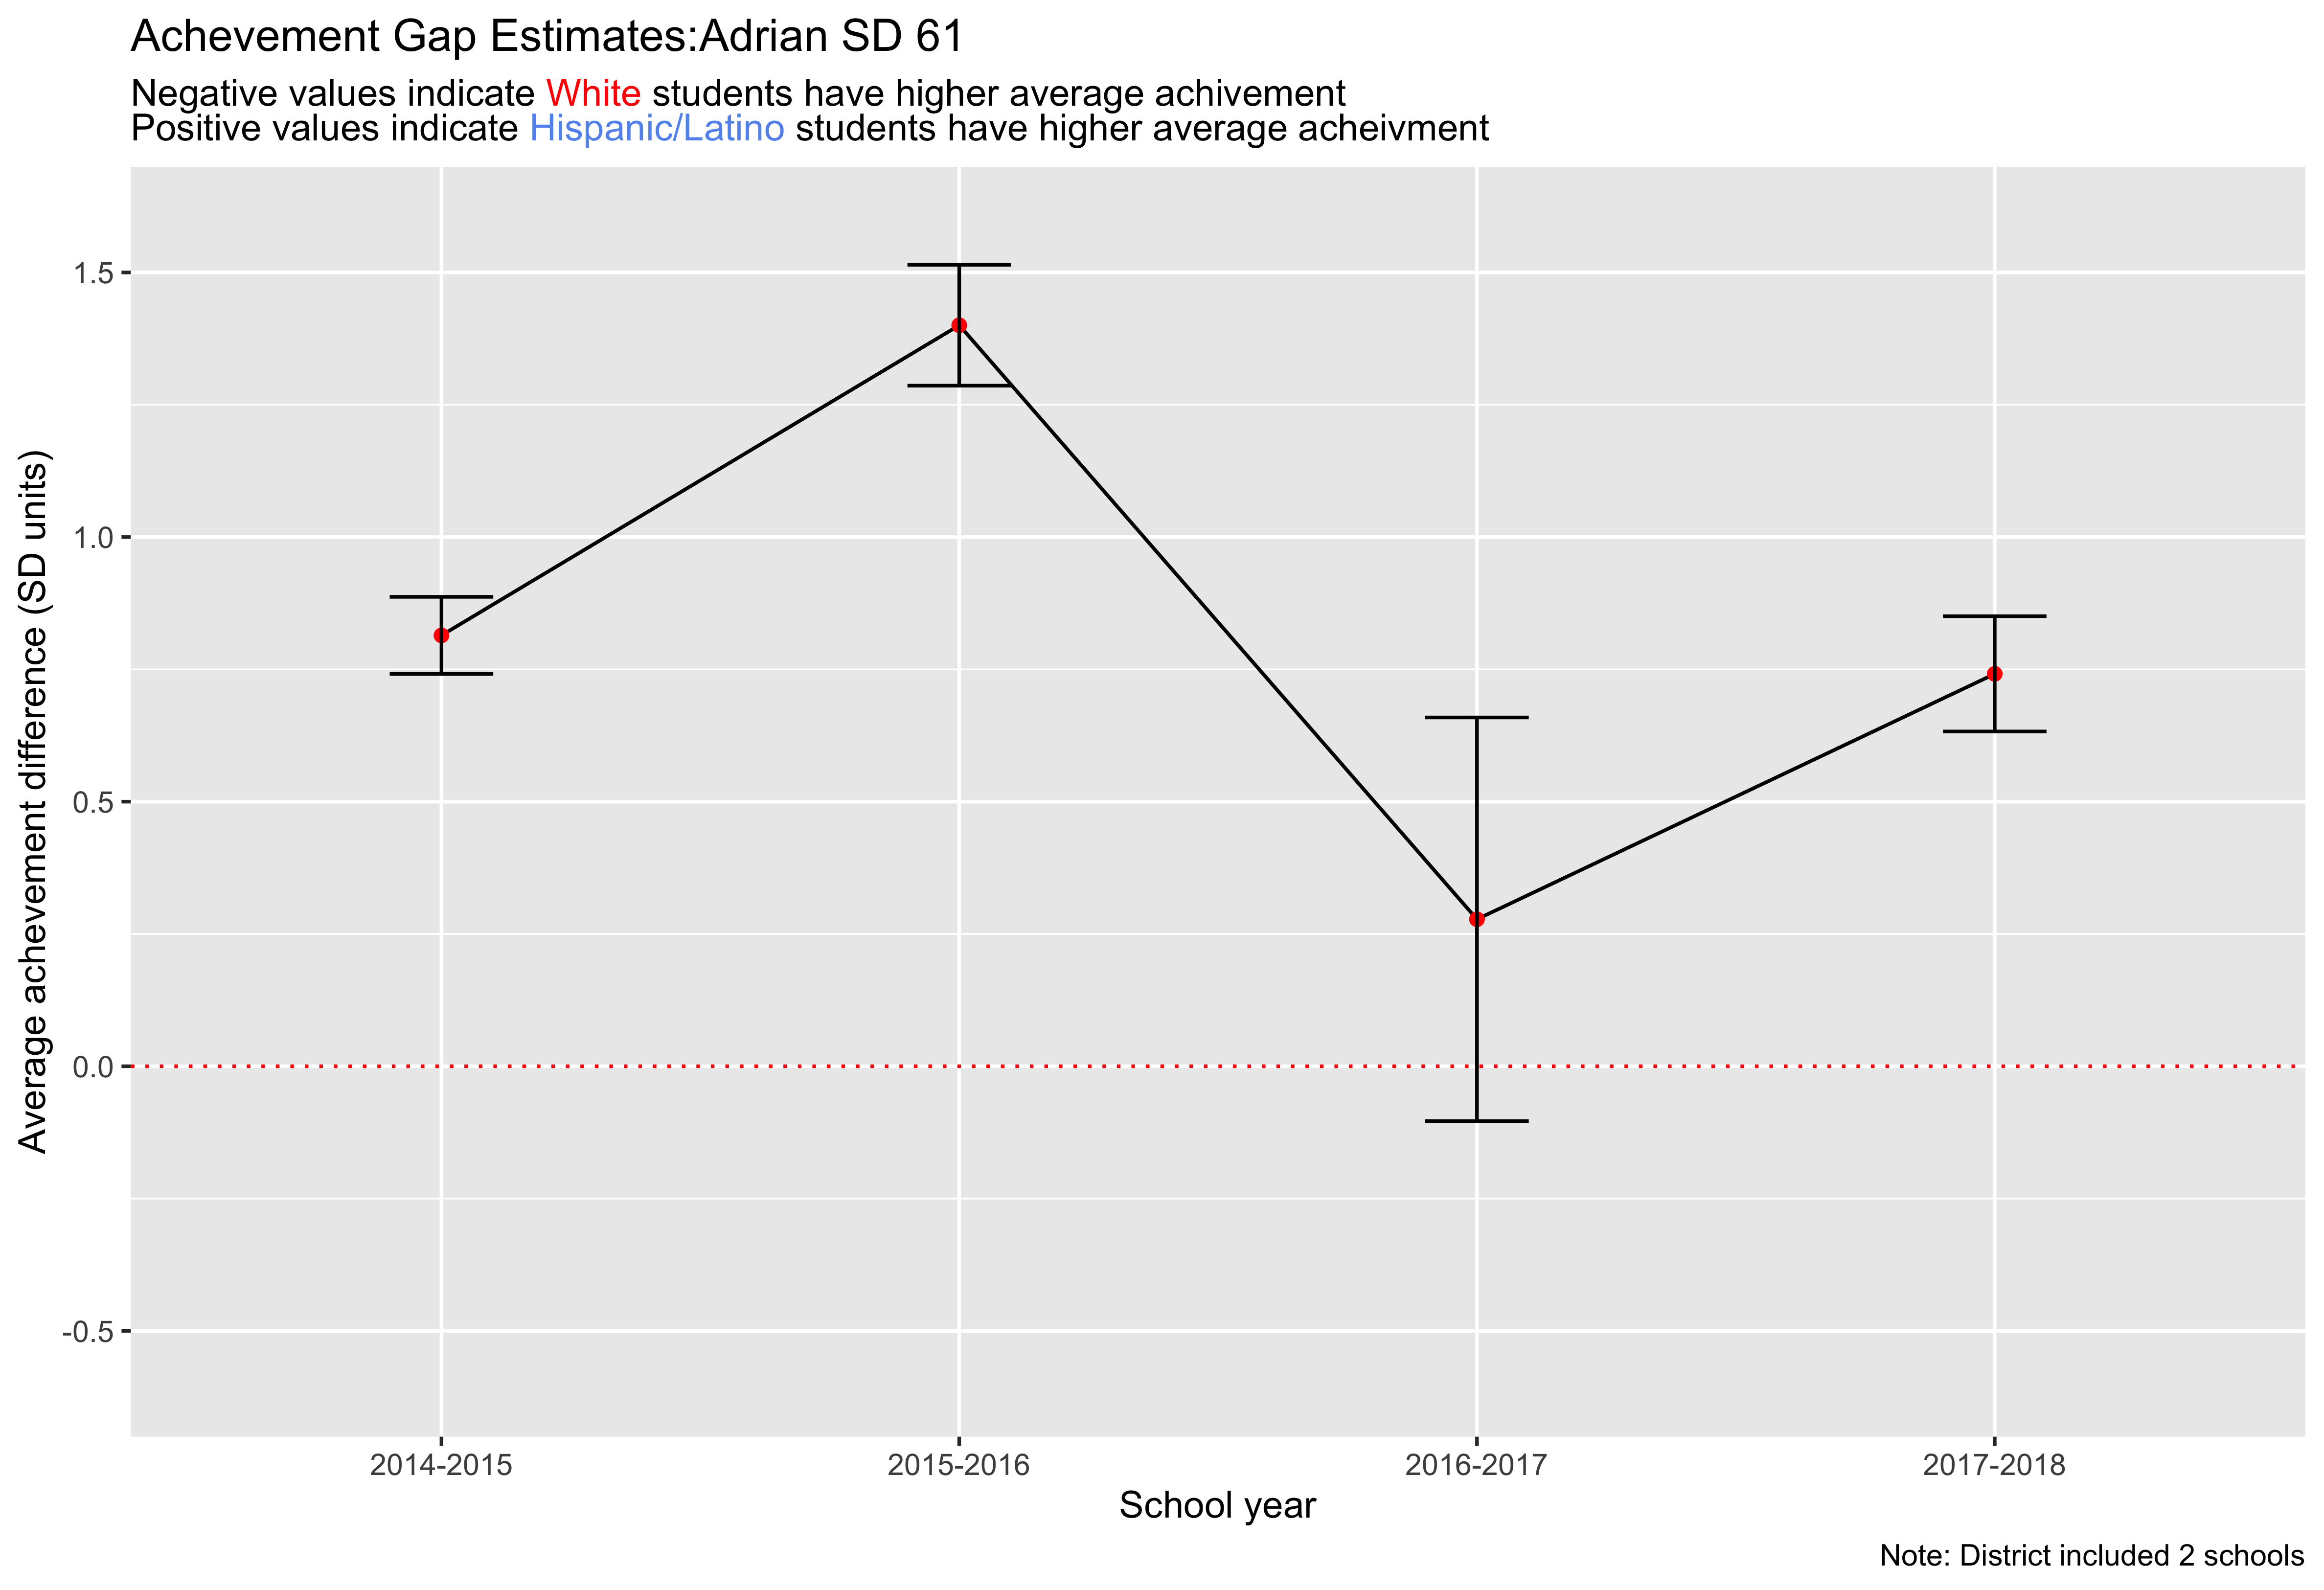 Achevement Gap Estimates:Adrian SD 61
Negative values indicate White students have higher average achivement
Positive values indicate Hispanic/Latino students have higher average acheivment
Average achevement difference (SD units)
1.5
1.0
0.5
0.0
-0.5
2014-2015
2015-2016
2016-2017
2017-2018
School year
Note: District included 2 schools